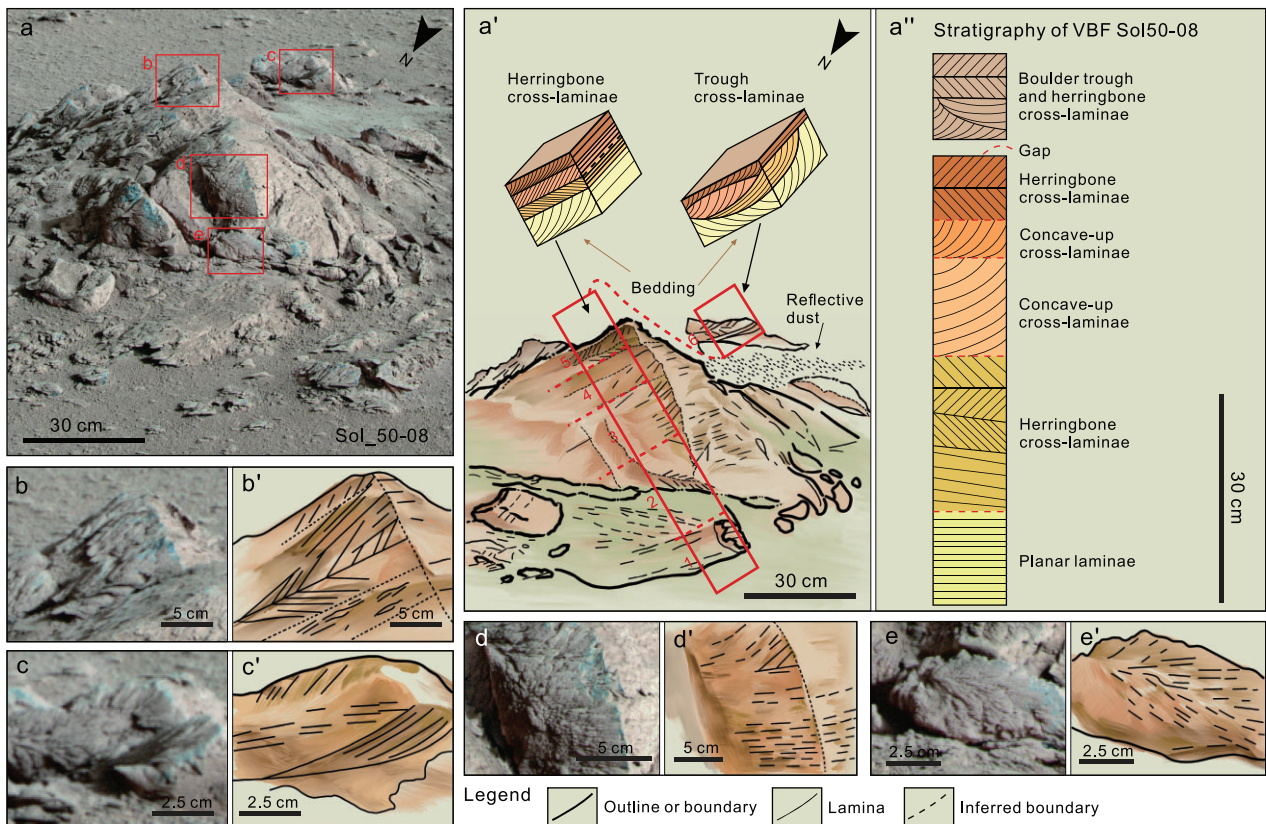 a
b
c
d
e
N
30 cm
Sol_50-08
a'
N
Herringbone
cross-laminae
Trough
cross-laminae
Bedding
Reflective
dust
6
5
4
3
2
1
30 cm
a''
Stratigraphy of VBF Sol50-08
Boulder trough
and herringbone
cross-laminae
Gap
Herringbone
cross-laminae
Concave-up
cross-laminae
Concave-up
cross-laminae
Herringbone
cross-laminae
Planar laminae
30 cm
b
5 cm
b'
5 cm
c
2.5 cm
c'
2.5 cm
d
5 cm
d'
5 cm
e
2.5 cm
e'
2.5 cm
Legend
Outline or boundary
Lamina
Inferred boundary